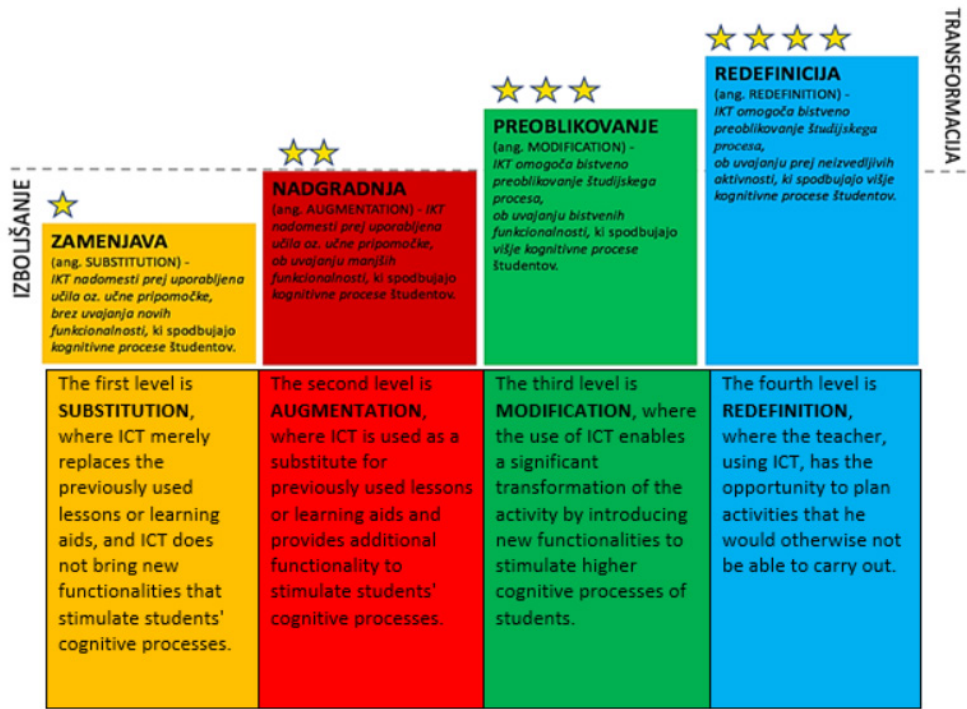 IZBOLJŠANJE
TRANSFORMACIJA
ZAMENJAVA
(ang. SUBSTITUTION) -
IKT nadomesti prej uporabljena
učila oz. učne pripomočke,
brez uvajanja novih
funkcionalnosti, ki spodbujajo
kognitivne procese študentov.
NADGRADNJA
(ang. AUGMENTATION) - IKT
nadomesti prej uporabljena
učila oz. učne pripomočke,
ob uvajanju manjših
funkcionalnosti, ki spodbujajo
kognitivne procese študentov.
PREOBLIKOVANJE
(ang. MODIFICATION) -
IKT omogoča bistveno
preoblikovanje študijskega
procesa,
ob uvajanju bistvenih
funkcionalnosti, ki spodbujajo
višje kognitivne procese
študentov.
REDEFINICIJA
(ang. REDEFINITION) -
IKT omogoča bistveno
preoblikovanje študijskega
procesa,
ob uvajanju prej neizvedljivih
aktivnosti, ki spodbujajo višje
kognitivne procese študentov.
The first level is
SUBSTITUTION,
where ICT merely
replaces the
previously used
lessons or learning
aids, and ICT does
not bring new
functionalities that
stimulate students'
cognitive processes.
The second level is
AUGMENTATION,
where ICT is used as a
substitute for
previously used lessons
or learning aids and
provides additional
functionality to
stimulate students'
cognitive processes.
The third level is
MODIFICATION, where
the use of ICT enables
a significant
transformation of the
activity by introducing
new functionalities to
stimulate higher
cognitive processes of
students.
The fourth level is
REDEFINITION,
where the teacher,
using ICT, has the
opportunity to plan
activities that he
would otherwise not
be able to carry out.